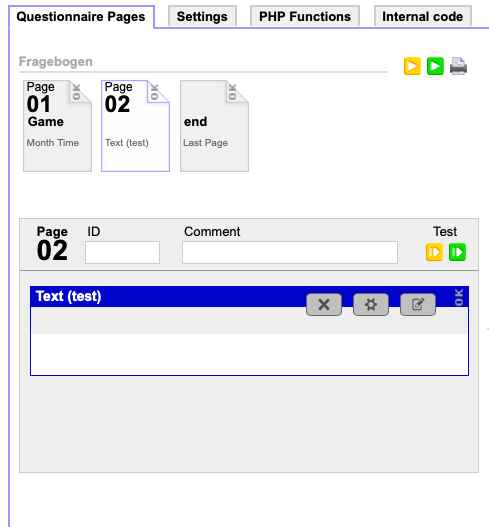 Questionnaire Pages Settings PHP Functions Internal code
Fragebogen
Page Page
01 02
Game end
OK OK OK
Month Time Text (test) Last Page
Page ID Comment Test
02
Text (test) OK